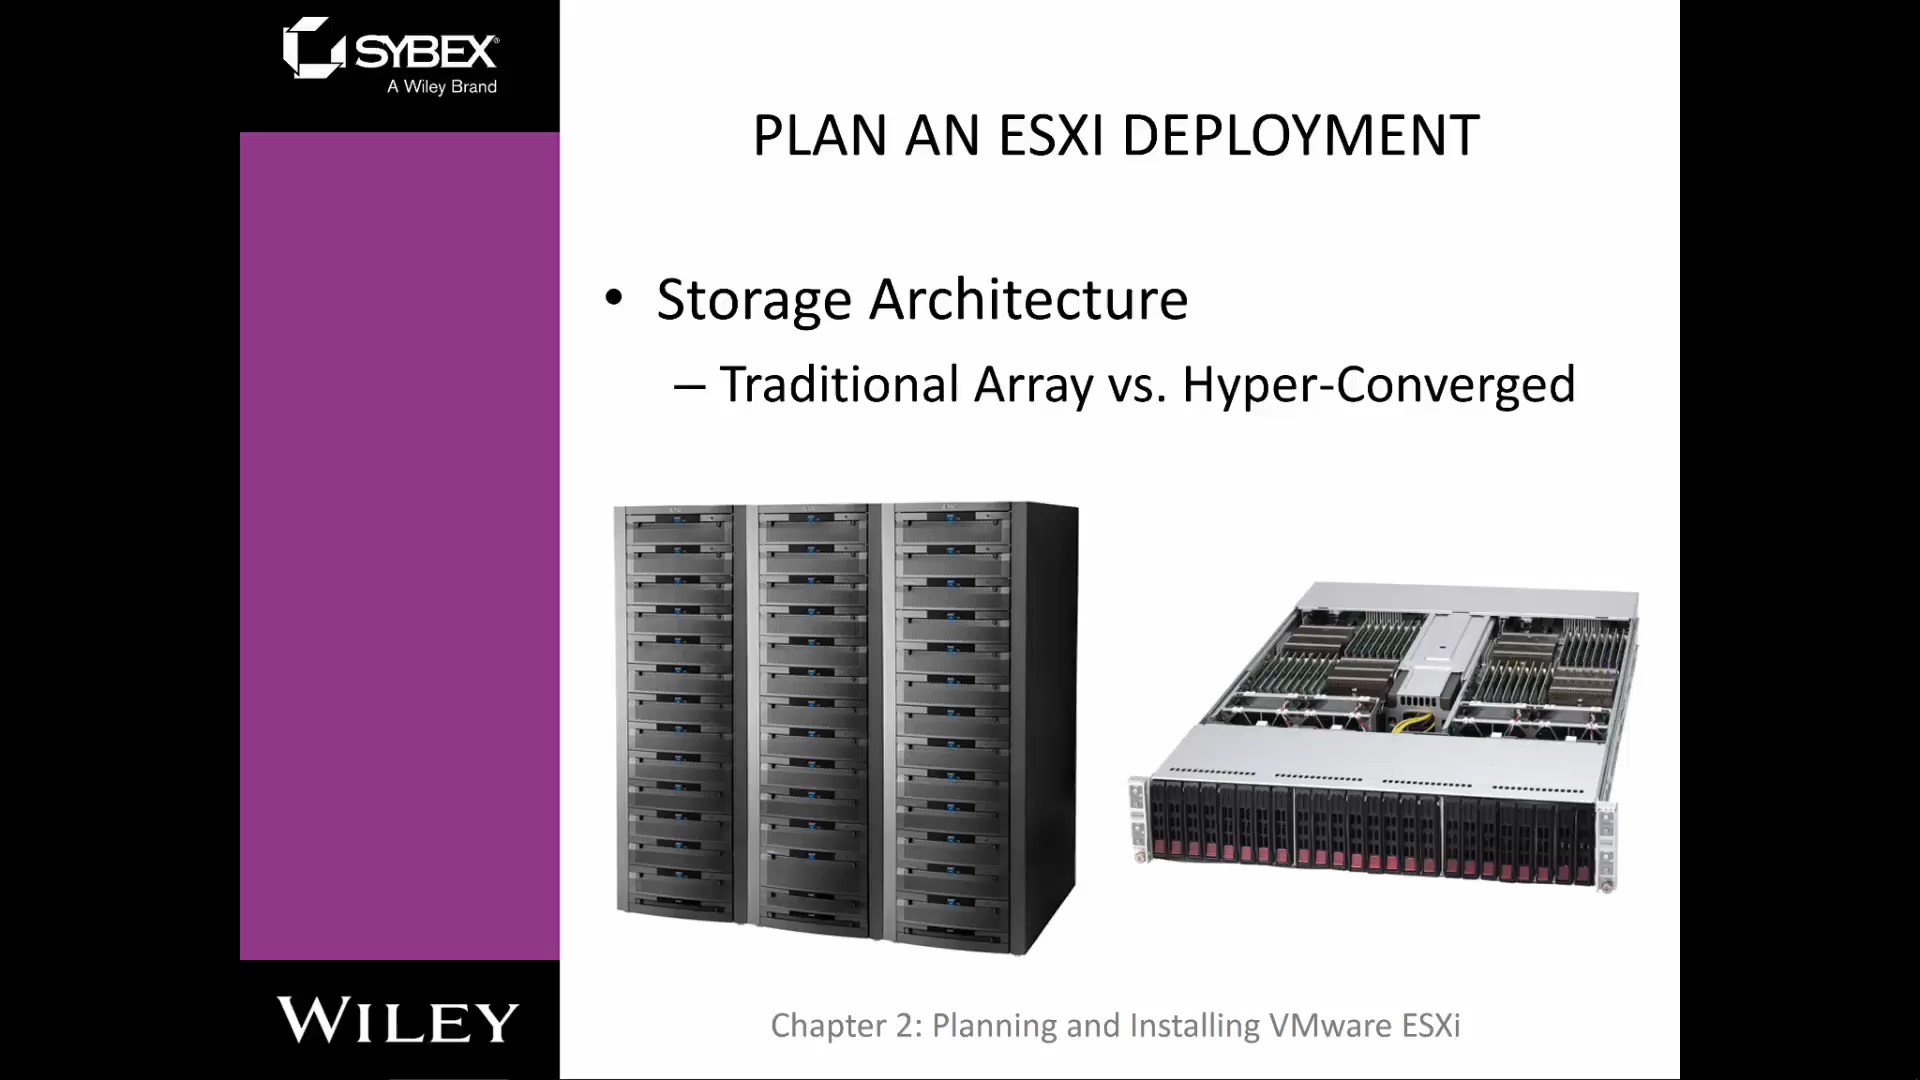 SYBEX®
A Wiley Brand
PLAN AN ESXI DEPLOYMENT
• Storage Architecture
– Traditional Array vs. Hyper-Converged
WILEY
Chapter 2: Planning and Installing VMware ESXi